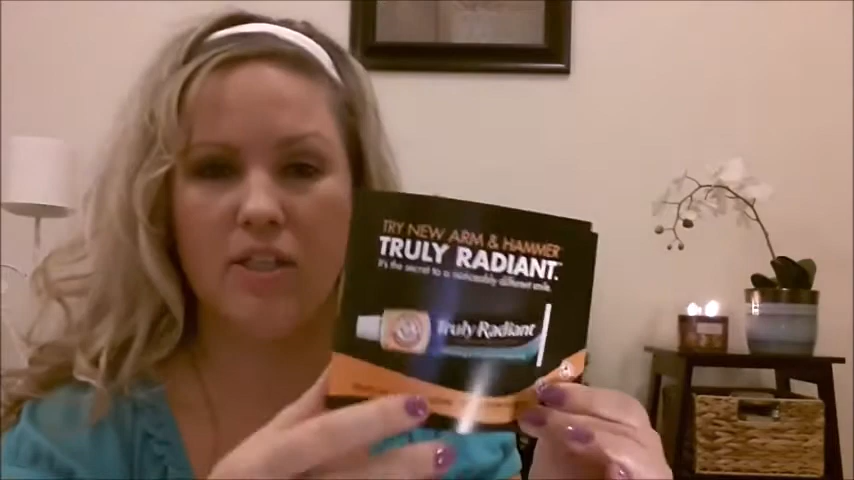 TRY NEW ARM & HAMMER
TRULY RADIANT.
It's the secret to a noticeably different smile.
Truly Radiant